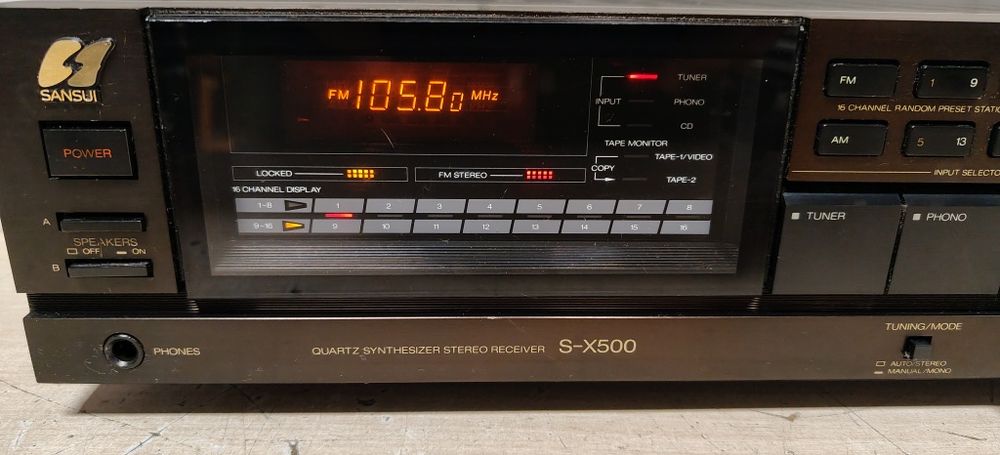 SANSUI
POWER
A
SPEAKERS
OFF ON
B
FM 105.80 MHz
INPUT
TUNER
PHONO
CD
TAPE MONITOR
COPY
TAPE-1/VIDEO
TAPE-2
LOCKED
FM STEREO
16 CHANNEL DISPLAY
1-8 1 2 3 4 5 6 7 8
9-16 9 10 11 12 13 14 15 16
FM 1 9
16 CHANNEL RANDOM PRESET
AM 5 13
TUNER
PHONO
PHONES
QUARTZ SYNTHESIZER STEREO RECEIVER S-X500
TUNING/MODE
AUTO/STEREO
MANUAL/MONO